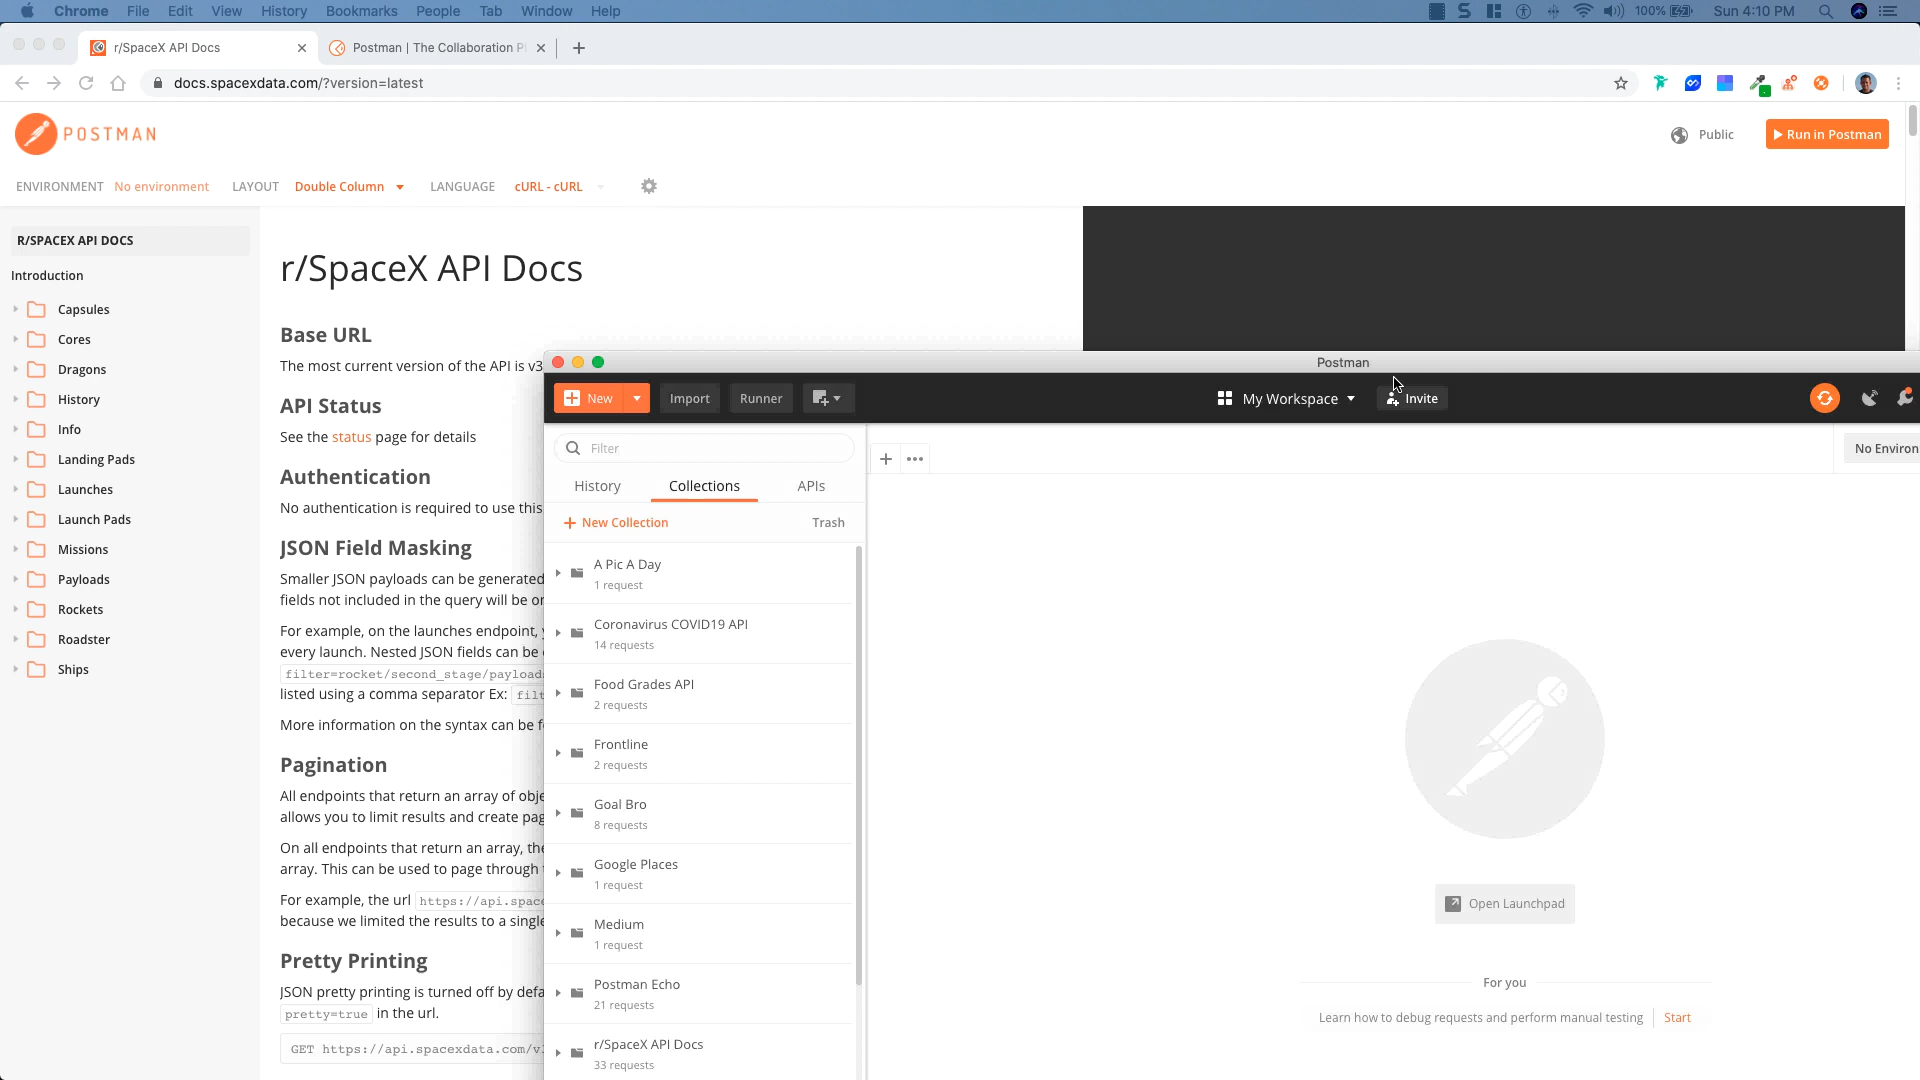 Chrome File Edit View History Bookmarks People Tab Window Help
100% Sun 4:10 PM
r/SpaceX API Docs
Postman | The Collaboration P
docs.spacexdata.com/?version=latest
POSTMAN
Public
Run in Postman
ENVIRONMENT No environment LAYOUT Double Column LANGUAGE cURL - cURL
R/SPACEX API DOCS
Introduction
Capsules
Cores
Dragons
History
Info
Landing Pads
Launches
Launch Pads
Missions
Payloads
Rockets
Roadster
Ships
r/SpaceX API Docs
Base URL
The most current version of the API is v3
API Status
See the status page for details
Authentication
No authentication is required to use this
JSON Field Masking
Smaller JSON payloads can be generated
fields not included in the query will be
For example, on the launches endpoint,
every launch. Nested JSON fields can be
filter=rocket/second_stage/payload
listed using a comma separator Ex:
More information on the syntax can be
Pagination
All endpoints that return an array of
allows you to limit results and create
On all endpoints that return an array,
array. This can be used to page through
For example, the url https://api.space
because we limited the results to a
Pretty Printing
JSON pretty printing is turned off by
pretty=true in the url.
GET https://api.spacexdata.com/v
Postman
New
Import
Runner
My Workspace
Invite
Filter
No Environ
History Collections APIs
New Collection
Trash
A Pic A Day
1 request
Coronavirus COVID19 API
14 requests
Food Grades API
2 requests
Frontline
2 requests
Goal Bro
8 requests
Google Places
1 request
Medium
1 request
Postman Echo
21 requests
r/SpaceX API Docs
33 requests
Open Launchpad
For you
Learn how to debug requests and perform manual testing Start